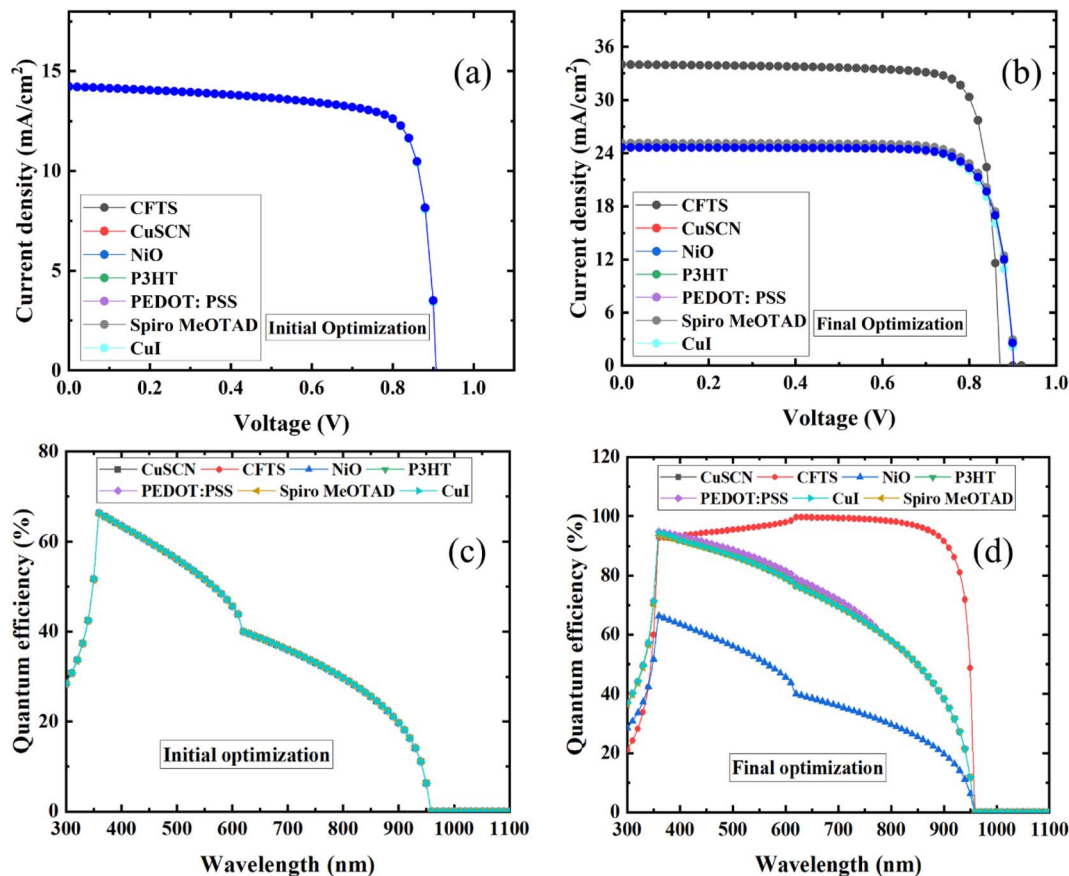 (a)
Current density (mA/cm²)
18
15
12
9
6
3
0
CFTS
CuSCN
NiO
P3HT
PEDOT: PSS
Spiro MeOTAD
CuI
Initial Optimization
0.0 0.2 0.4 0.6 0.8 1.0
Voltage (V)
(b)
Current density (mA/cm²)
36
30
24
18
12
6
0
CFTS
CuSCN
NiO
P3HT
PEDOT: PSS
Spiro MeOTAD
CuI
Final Optimization
0.0 0.2 0.4 0.6 0.8 1.0
Voltage (V)
(c)
Quantum efficiency (%)
80
60
40
20
0
CuSCN CFTS NiO P3HT
PEDOT:PSS Spiro MeOTAD CuI
Initial optimization
300 400 500 600 700 800 900 1000 1100
Wavelength (nm)
(d)
Quantum efficiency (%)
120
100
80
60
40
20
0
CuSCN CFTS NiO P3HT
PEDOT:PSS CuI Spiro MeOTAD
Final optimization
300 400 500 600 700 800 900 1000 1100
Wavelength (nm)